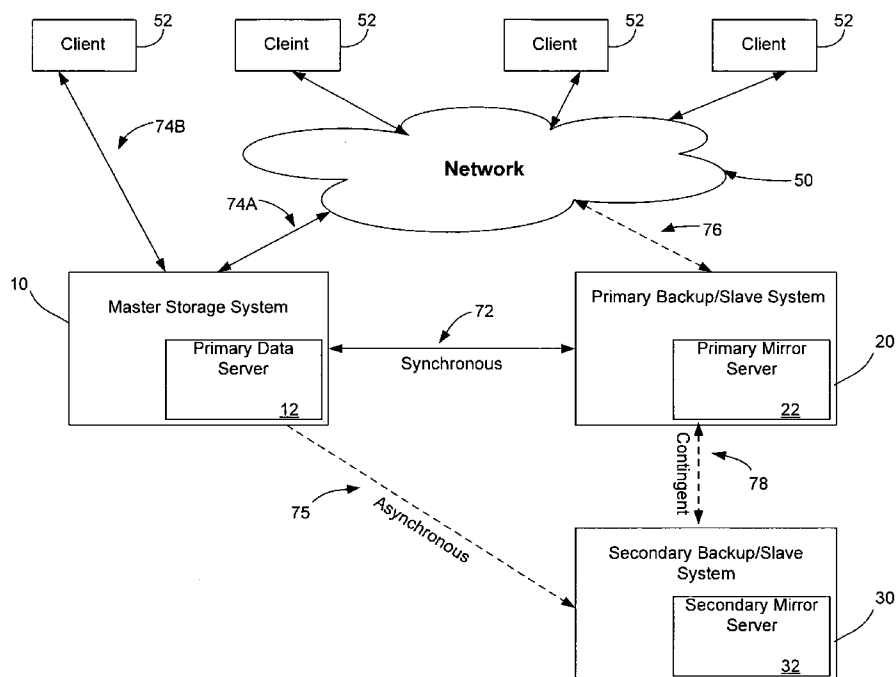 52
52
52
52
Client
Cleint
Client
Client
74B
Network
50
74A
76
10
Master Storage System
Primary Data
Server
12
72
Synchronous
Primary Backup/Slave System
Primary Mirror
Server
22
20
Contingent
78
75
Asynchronous
Secondary Backup/Slave
System
Secondary Mirror
Server
32
30